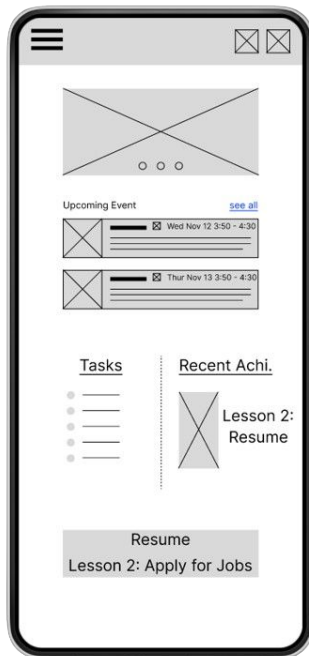 Upcoming Event see all
Wed Nov 12 3:50 - 4:30
Thur Nov 13 3:50 - 4:30
Tasks
Recent Achi.
Lesson 2:
Resume
Resume
Lesson 2: Apply for Jobs